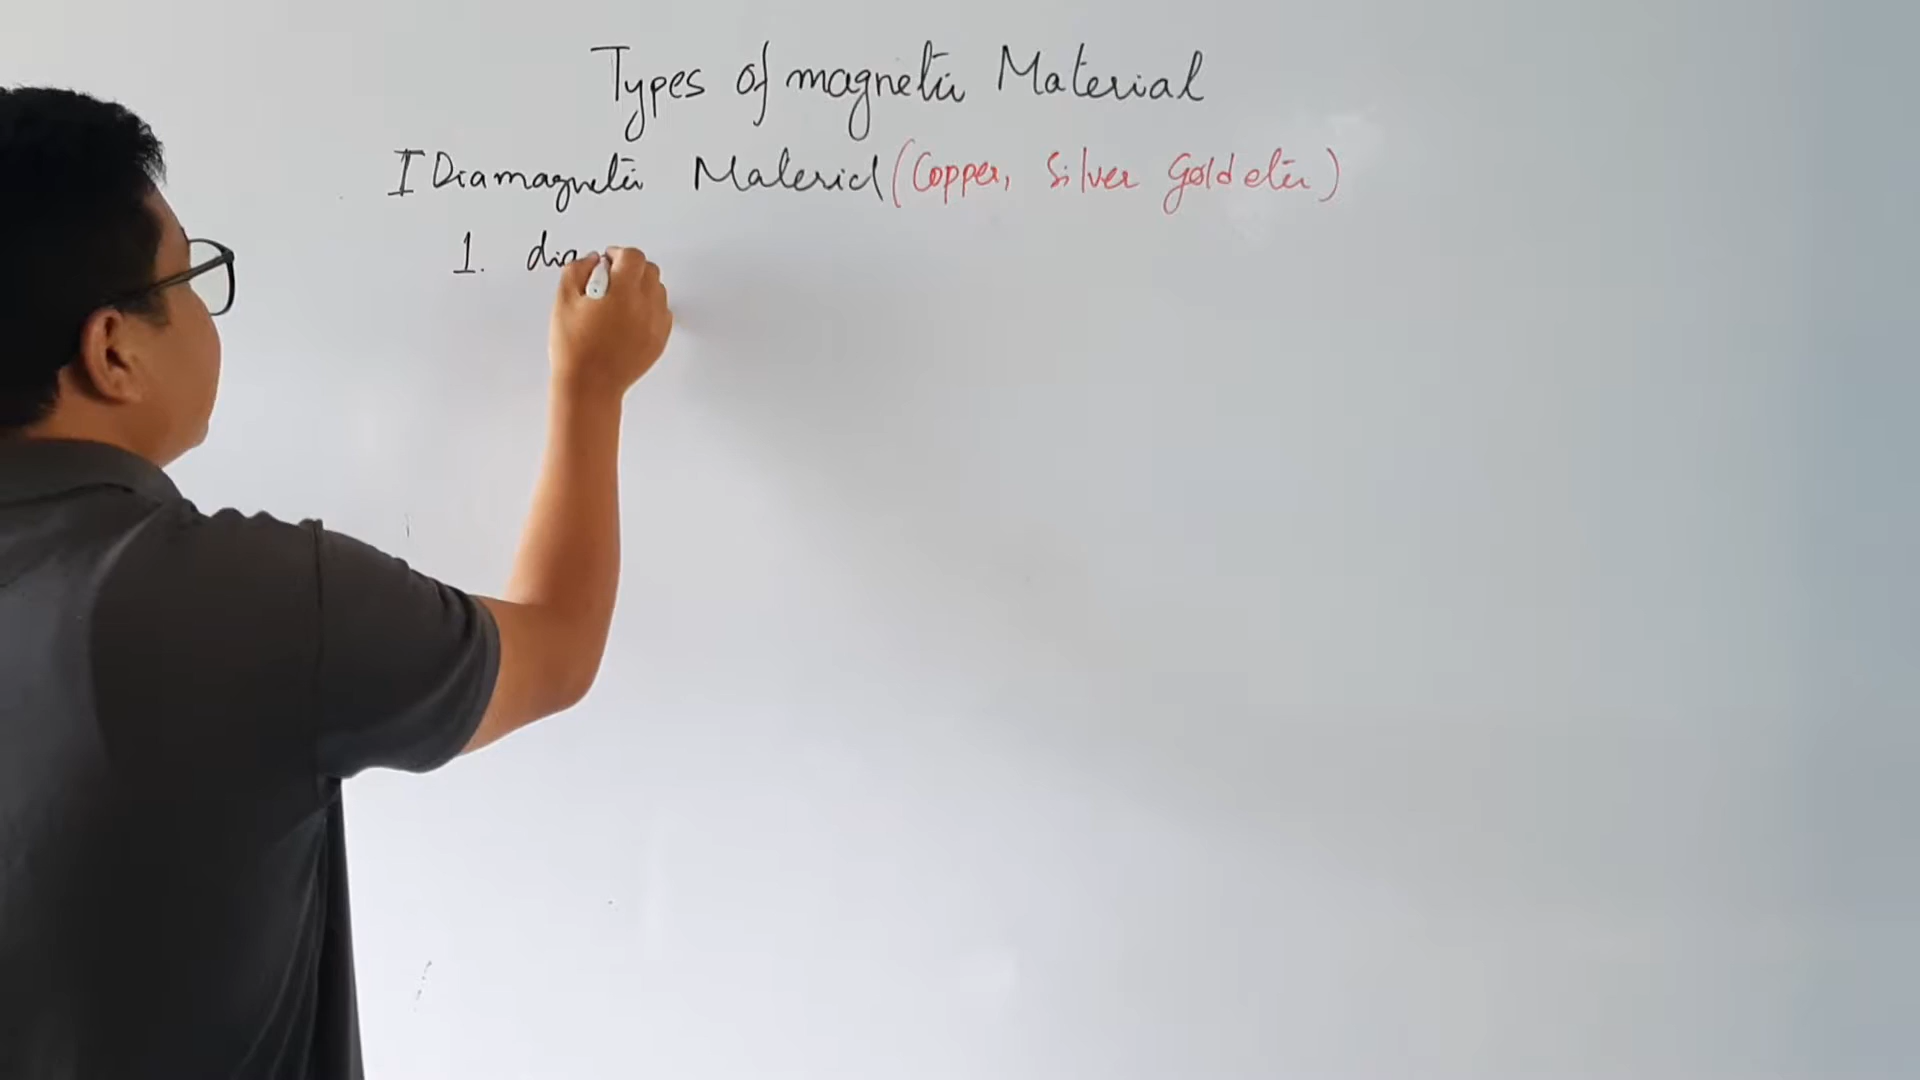 Types of magnetic Material
I Diamagnetic Material (Copper, Silver Gold etc)
1. dia